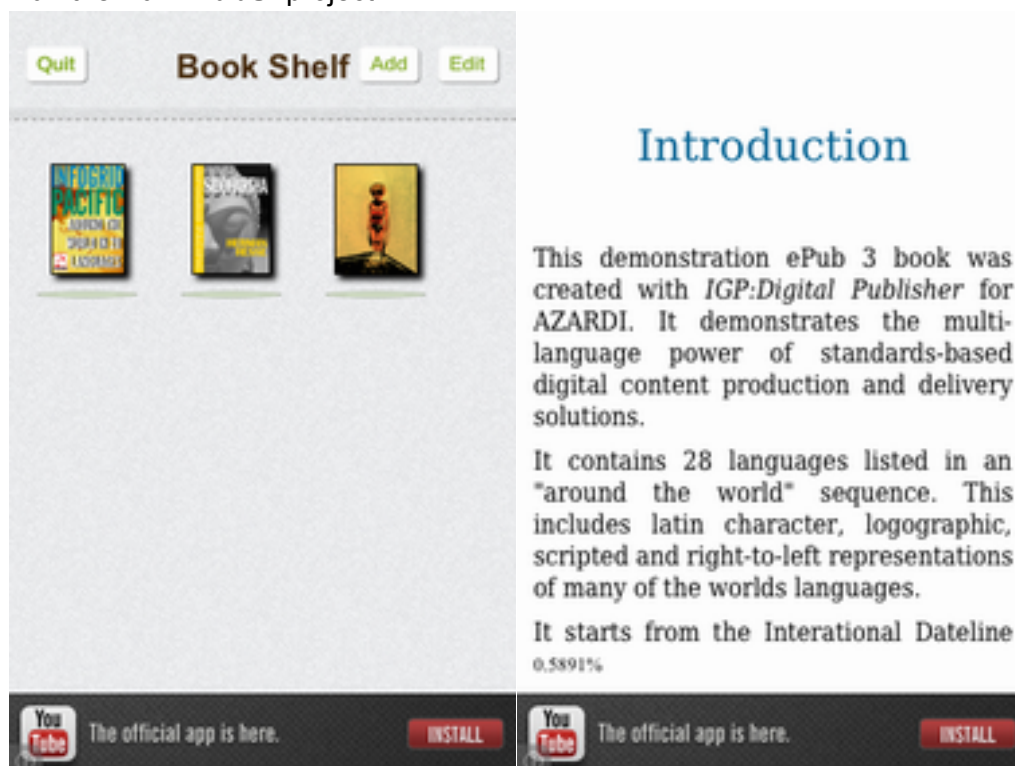 Quit
Book Shelf
Add
Edit
INFOGRID
PACIFIC
You
Tube
The official app is here.
INSTALL
Introduction
This demonstration ePub 3 book was
created with IGP:Digital Publisher for
AZARDI. It demonstrates the multi-
language power of standards-based
digital content production and delivery
solutions.
It contains 28 languages listed in an
"around the world" sequence. This
includes latin character, logographic,
scripted and right-to-left representations
of many of the worlds languages.
It starts from the Interational Dateline
0.5891%
You
Tube
The official app is here.
INSTALL